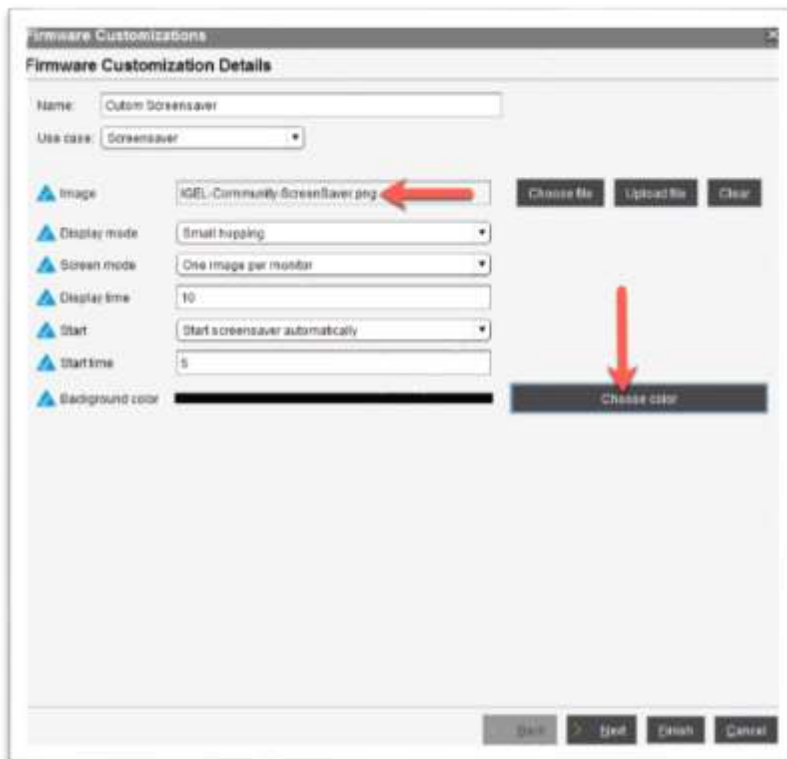 Firmware Customizations
Firmware Customization Details
Name: Cutom Screensaver
Use case: Screensaver
Image IGEL-Community-ScreenSaver.png Choose file Upload file Clear
Display mode Small hopping
Screen mode One image per monitor
Display time 10
Start Start screensaver automatically
Start time 5
Background color Choose color
Back Next Finish Cancel